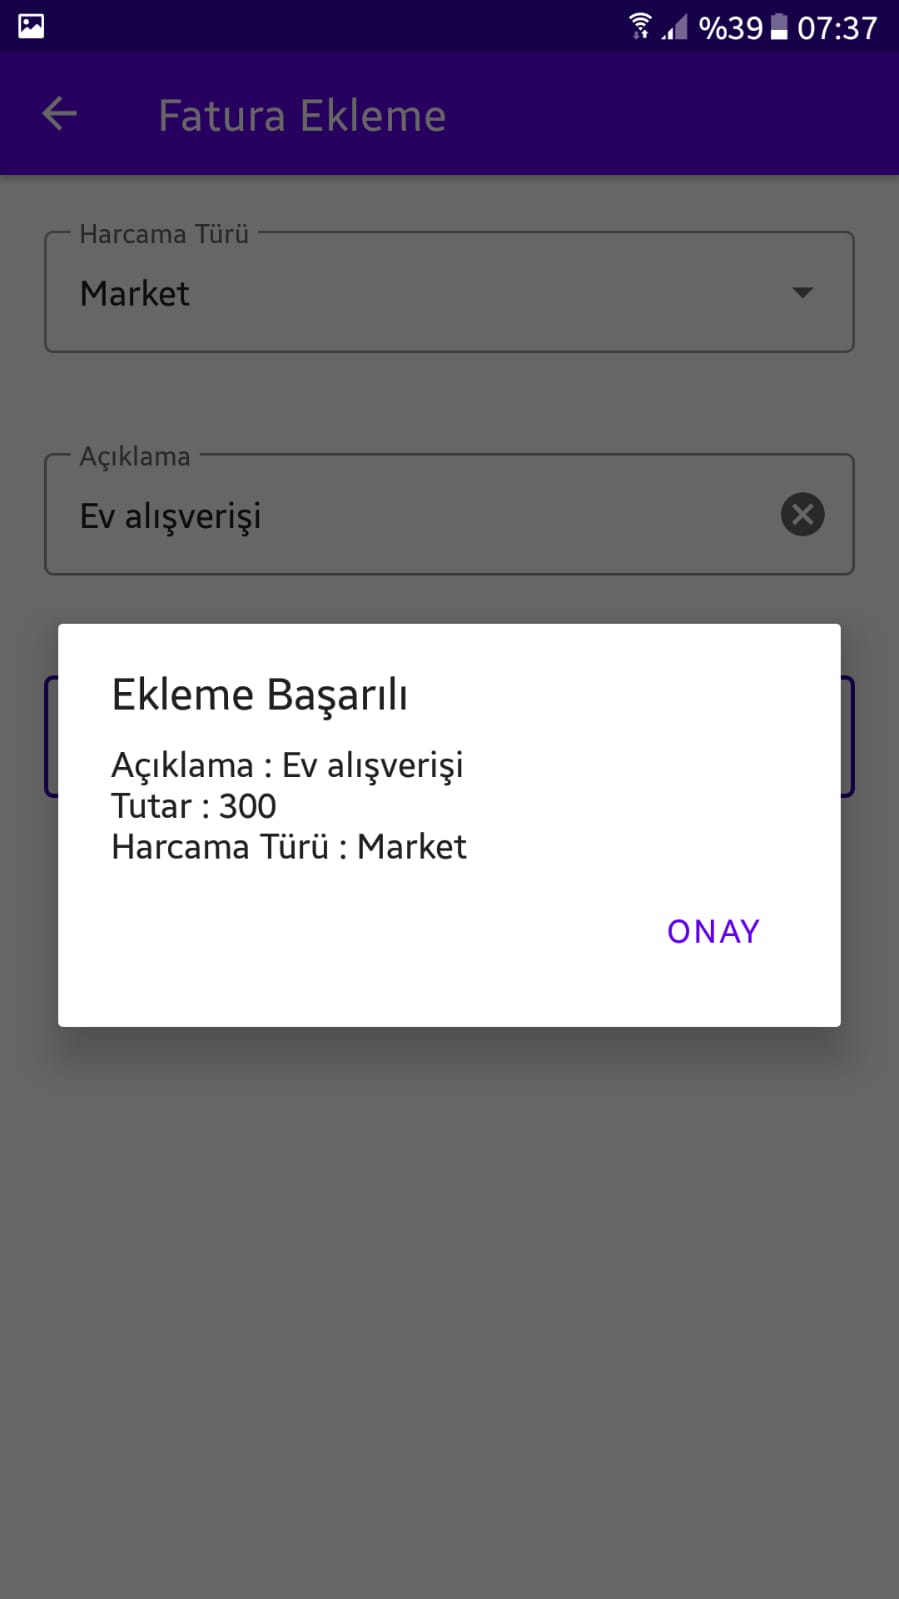 %39 07:37
Fatura Ekleme
Harcama Türü
Market
Açıklama
Ev alışverişi
Ekleme Başarılı
Açıklama : Ev alışverişi
Tutar : 300
Harcama Türü : Market
ONAY